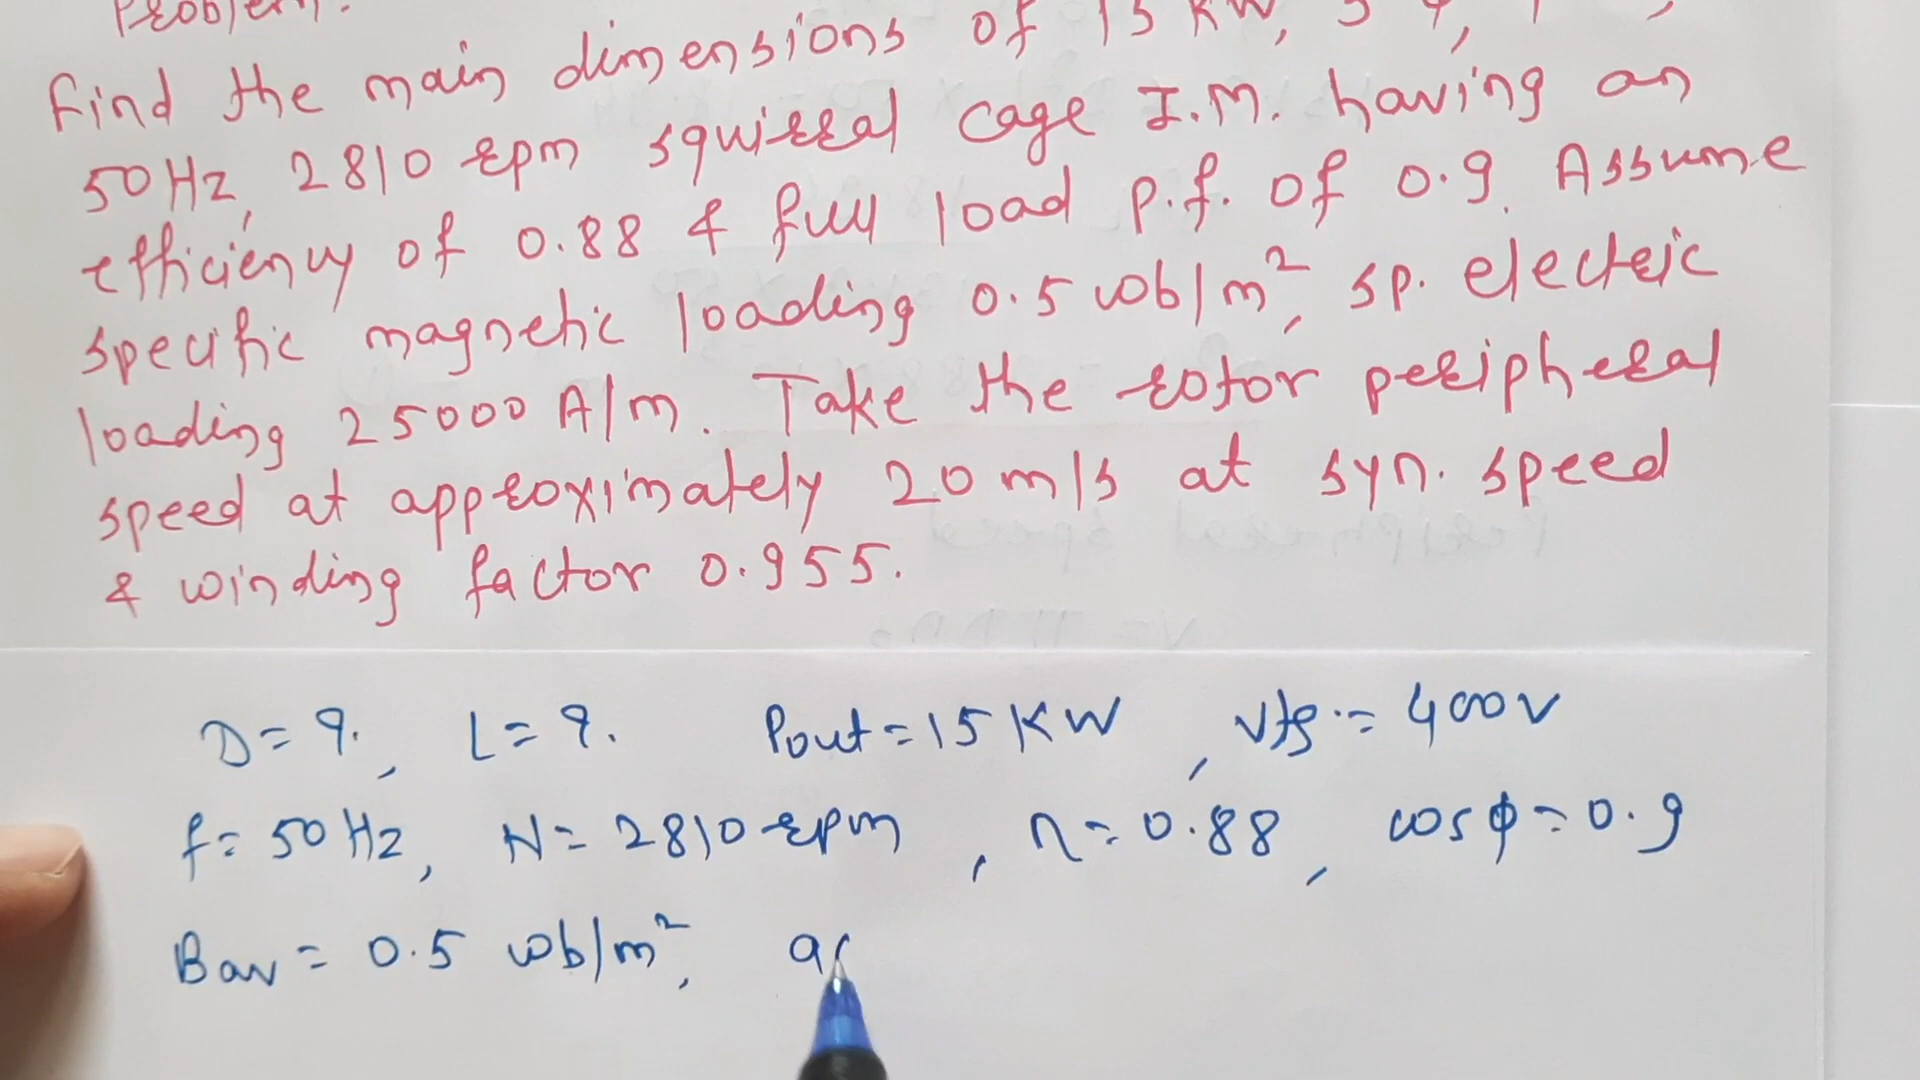 Problem:
Find the main dimensions of 15 KW, 3 φ,
50 Hz, 2810 rpm squirral cage I.M. having an
efficiency of 0.88 & full load p.f. of 0.9. Assume
specific magnetic loading 0.5 wb/m², sp. electric
loading 25000 A/m. Take the rotor peripheral
speed at approximately 20 m/s at syn. speed
& winding factor 0.955.
D = ?, L = ?. Pout = 15 KW, Vtg. = 400V
f = 50 Hz, N = 2810 rpm, η = 0.88, cos φ = 0.9
Bav = 0.5 wb/m², ac